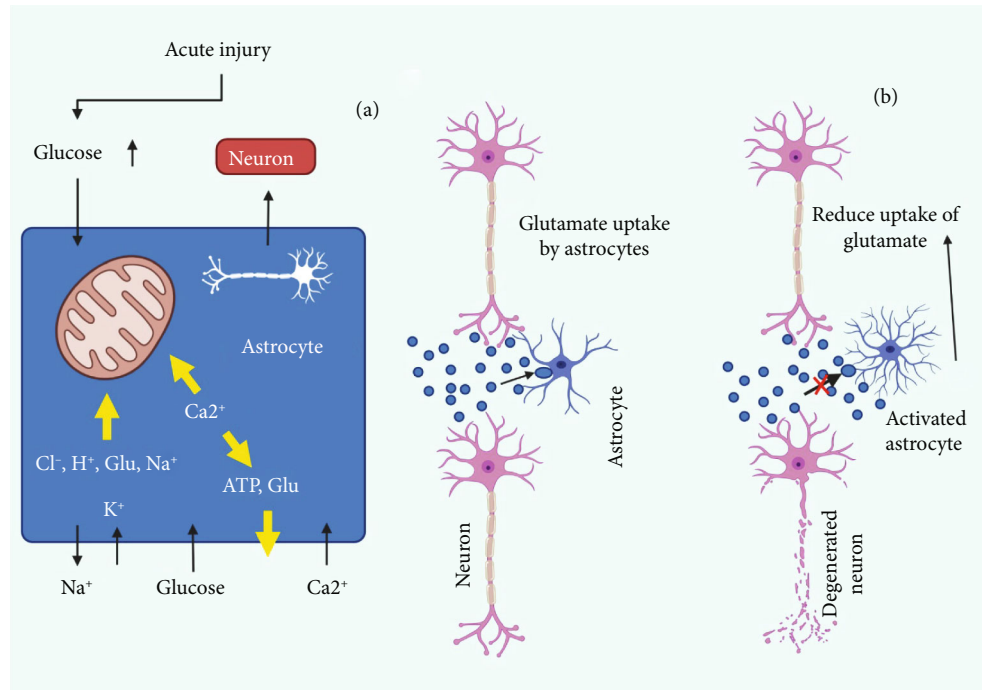 Acute injury
Glucose
Neuron
Astrocyte
Ca2⁺
Cl⁻, H⁺, Glu, Na⁺
ATP, Glu
K⁺
Na⁺
Glucose
Ca2⁺
(a)
Glutamate uptake
by astrocytes
Astrocyte
Neuron
(b)
Reduce uptake of
glutamate
Activated
astrocyte
Degenerated
neuron